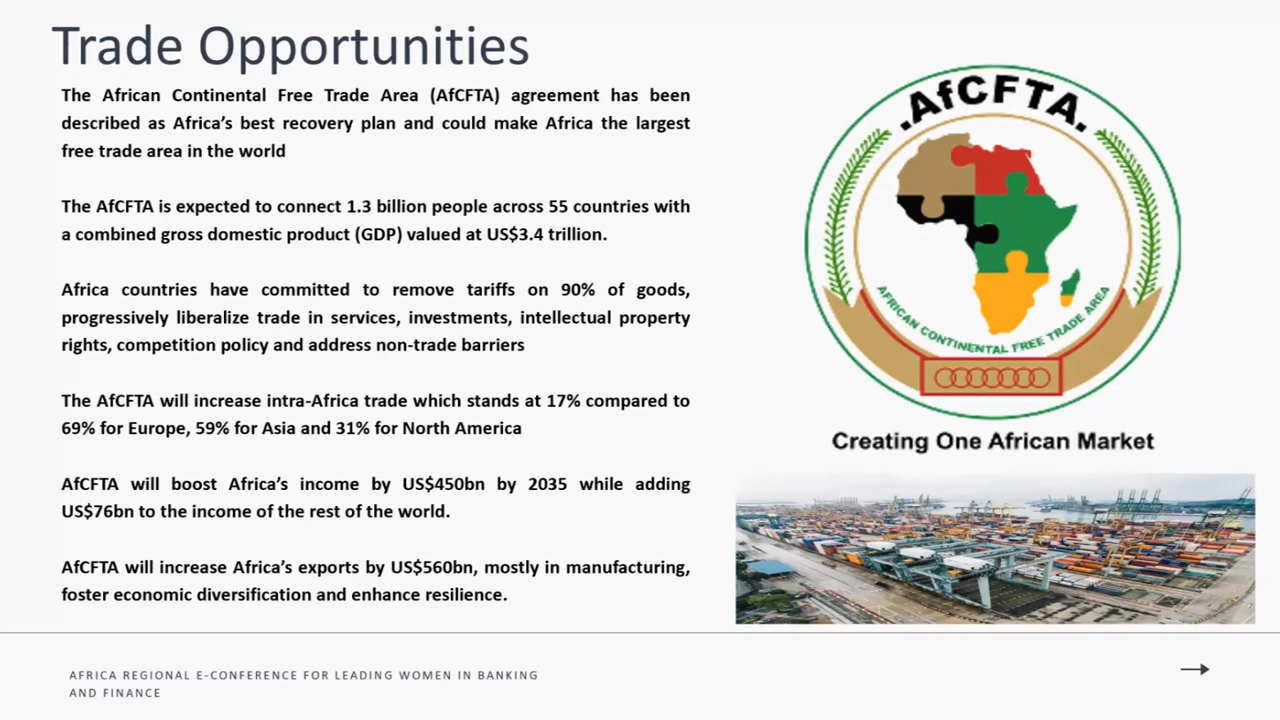 Trade Opportunities
The African Continental Free Trade Area (AfCFTA) agreement has been
described as Africa’s best recovery plan and could make Africa the largest
free trade area in the world
The AfCFTA is expected to connect 1.3 billion people across 55 countries with
a combined gross domestic product (GDP) valued at US$3.4 trillion.
Africa countries have committed to remove tariffs on 90% of goods,
progressively liberalize trade in services, investments, intellectual property
rights, competition policy and address non-trade barriers
The AfCFTA will increase intra-Africa trade which stands at 17% compared to
69% for Europe, 59% for Asia and 31% for North America
AfCFTA will boost Africa’s income by US$450bn by 2035 while adding
US$76bn to the income of the rest of the world.
AfCFTA will increase Africa’s exports by US$560bn, mostly in manufacturing,
foster economic diversification and enhance resilience.
.AfCFTA.
AFRICAN CONTINENTAL FREE TRADE AREA
Creating One African Market
AFRICA REGIONAL E-CONFERENCE FOR LEADING WOMEN IN BANKING
AND FINANCE